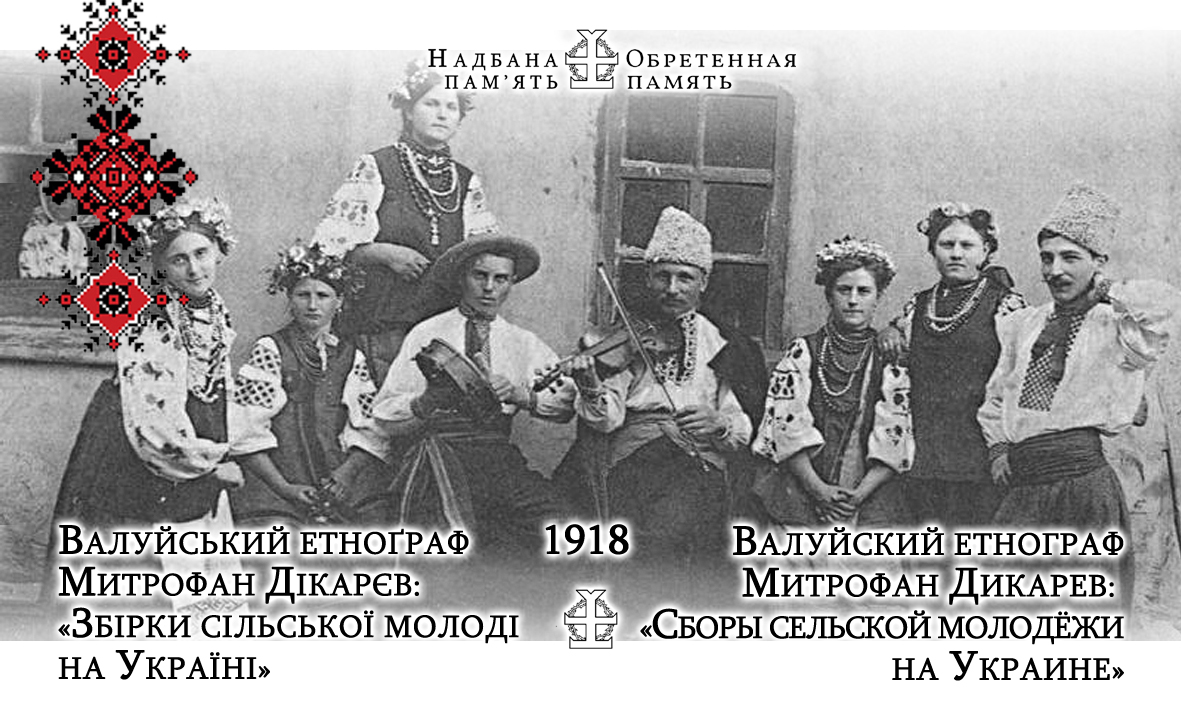 Надбана
пам'ять
Обретенная
память
Валуйський етноґраф
Митрофан Дікарєв:
«Збірки сільської молоді
на Україні»
1918
Валуйский етнограф
Митрофан Дикарев:
«Сборы сельской молодёжи
на Украине»